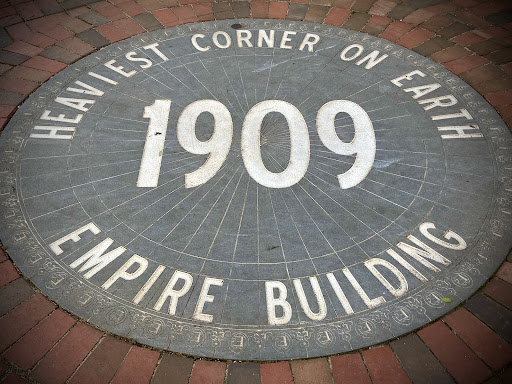 HEAVIEST CORNER ON EARTH
1909
EMPIRE BUILDING